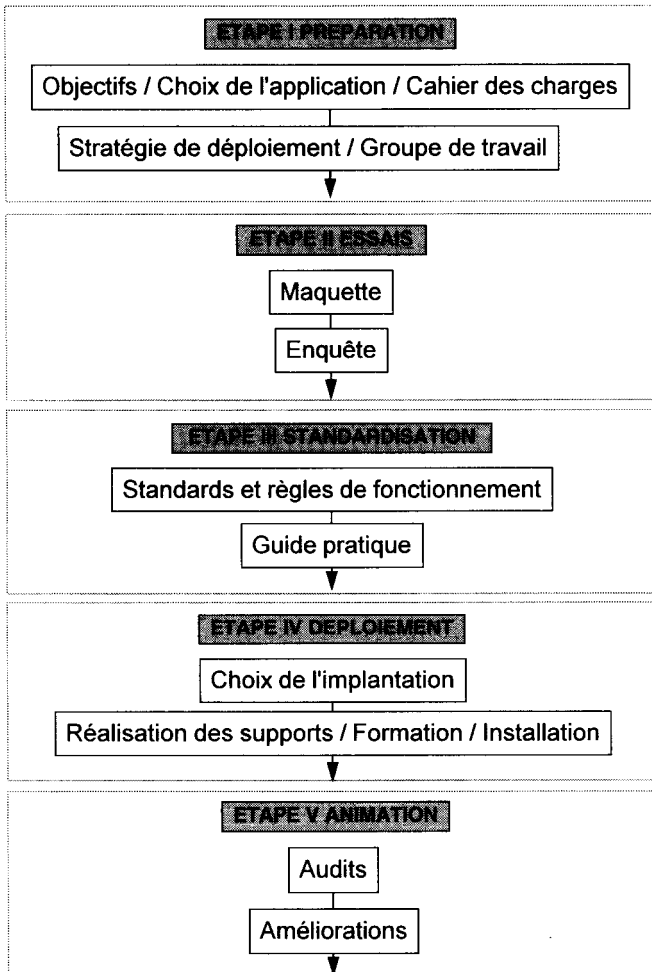 ETAPE I PREPARATION
Objectifs / Choix de l'application / Cahier des charges
Stratégie de déploiement / Groupe de travail
ETAPE II ESSAIS
Maquette
Enquête
ETAPE III STANDARDISATION
Standards et règles de fonctionnement
Guide pratique
ETAPE IV DEPLOIEMENT
Choix de l'implantation
Réalisation des supports / Formation / Installation
ETAPE V ANIMATION
Audits
Améliorations